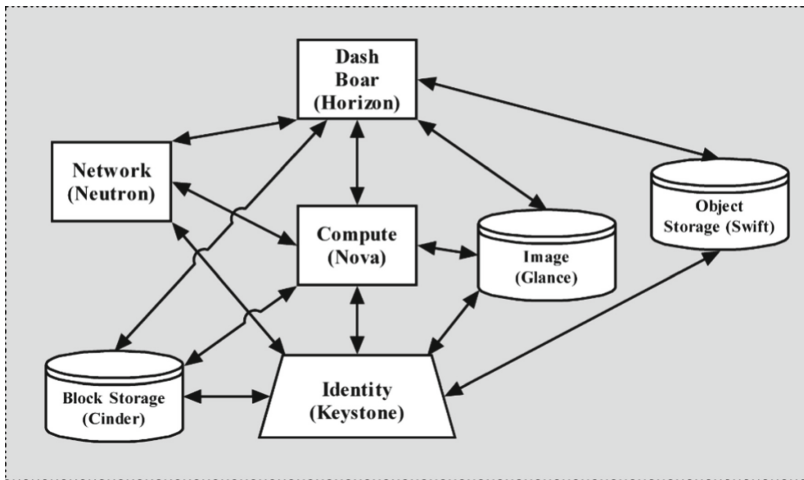 Dash
Boar
(Horizon)
Network
(Neutron)
Object
Storage (Swift)
Compute
(Nova)
Image
(Glance)
Block Storage
(Cinder)
Identity
(Keystone)